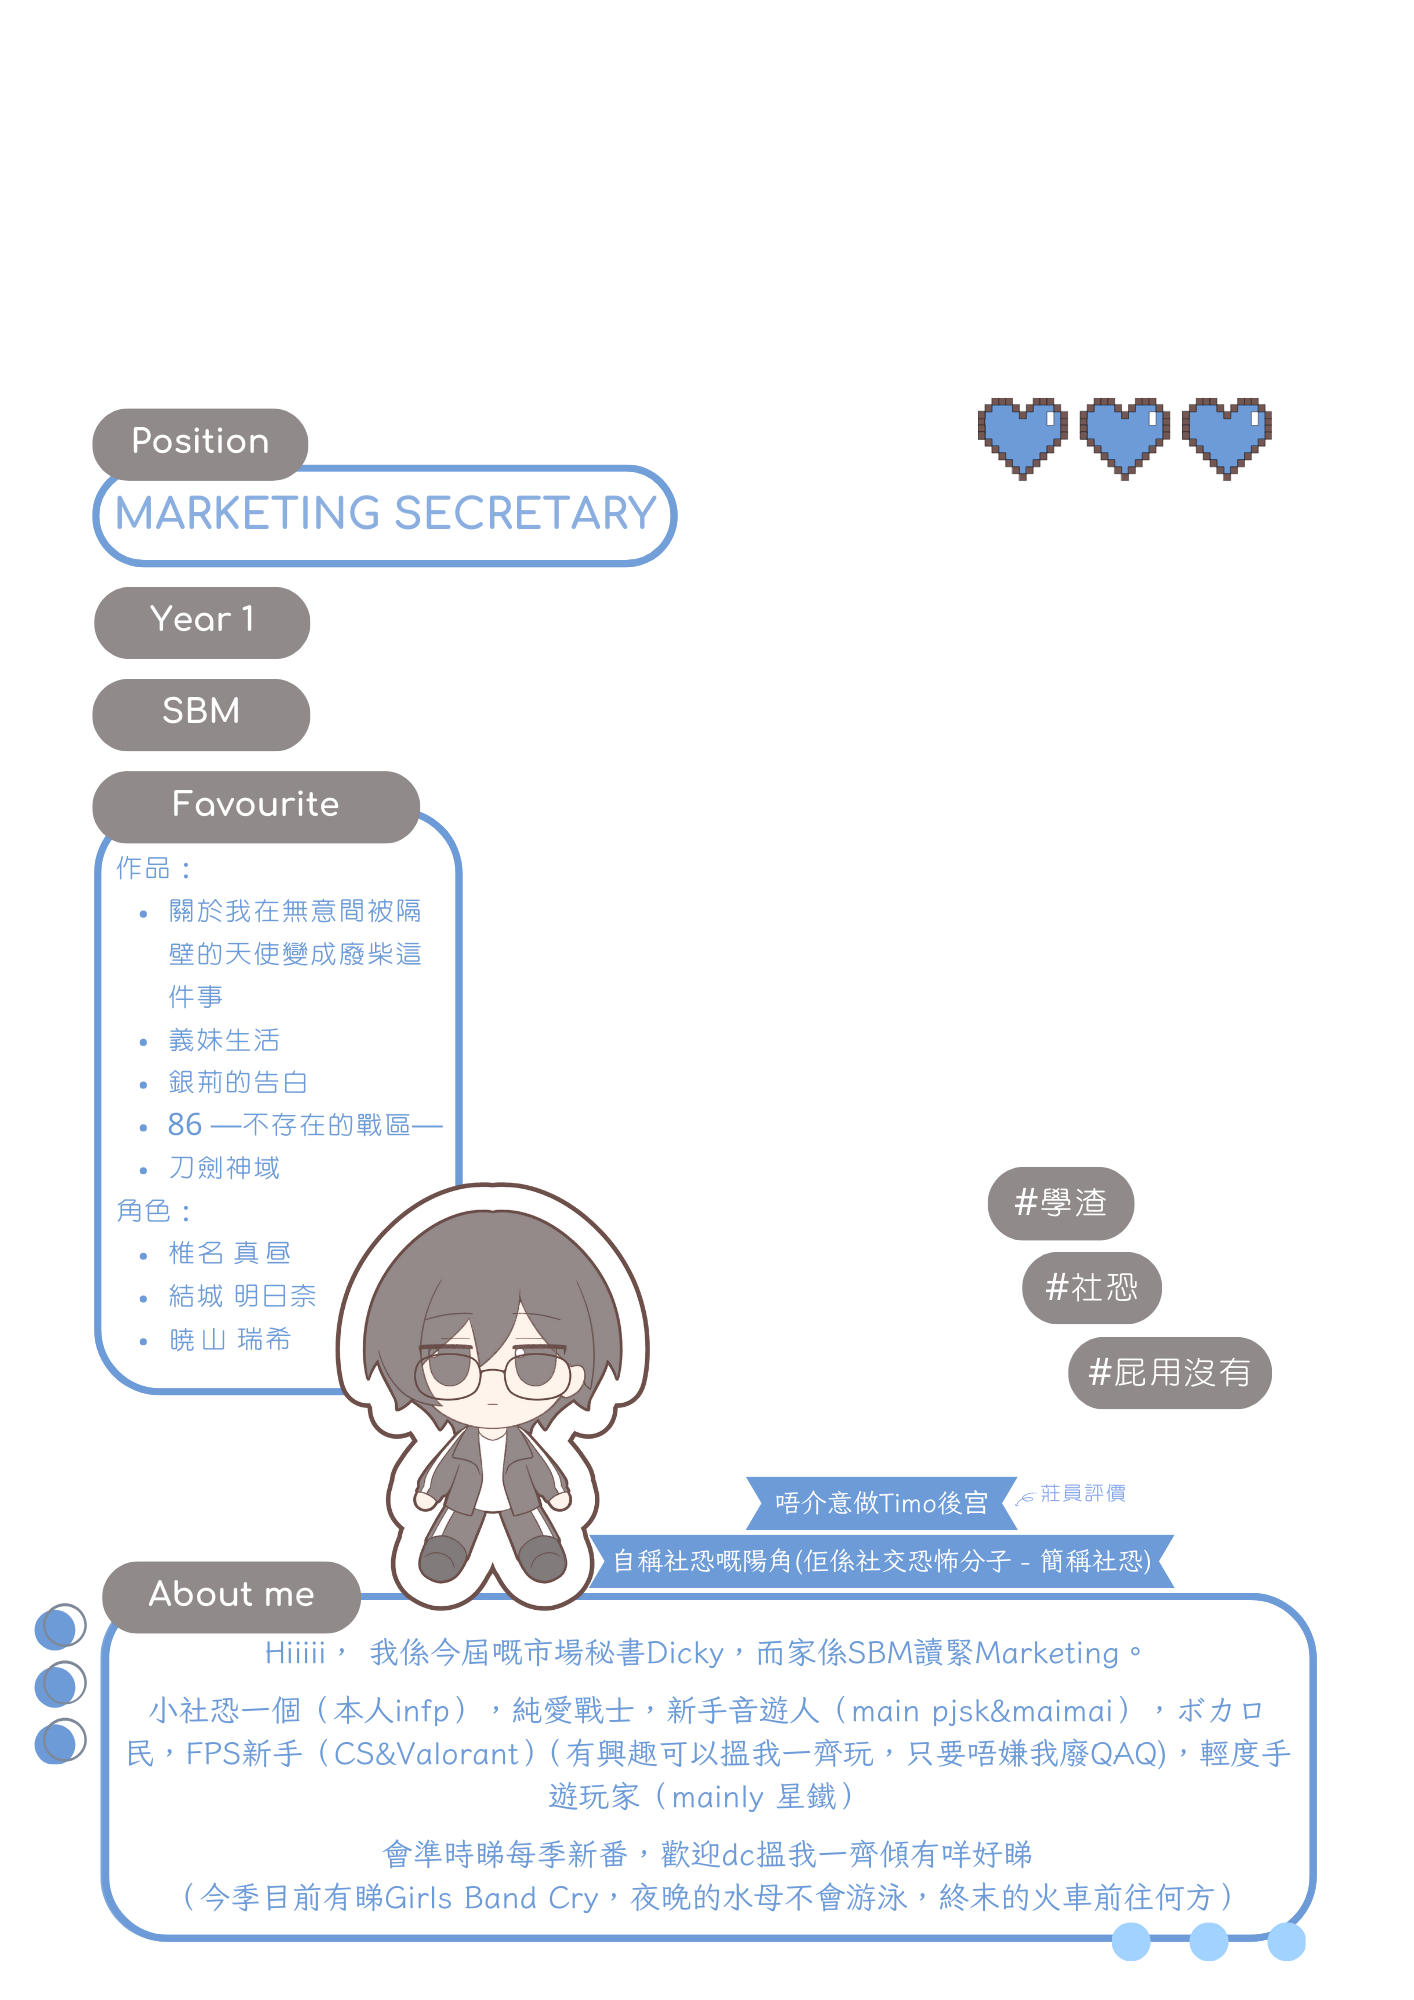 Position
MARKETING SECRETARY
Year 1
SBM
Favourite
作品：
• 關於我在無意間被隔
壁的天使變成廢柴這
件事
• 義妹生活
• 銀荊的告白
• 86 —不存在的戰區—
• 刀劍神域
角色：
• 椎名 真昼
• 結城 明日奈
• 暁山 瑞希
#學渣
#社恐
#屁用沒有
唔介意做Timo後宮
莊員評價
自稱社恐嘅陽角(佢係社交恐怖分子 - 簡稱社恐)
About me
Hiiiii， 我係今屆嘅市場秘書Dicky，而家係SBM讀緊Marketing。
小社恐一個（本人infp），純愛戰士，新手音遊人（main pjsk&maimai），ボカロ
民，FPS新手（CS&Valorant）（有興趣可以搵我一齊玩，只要唔嫌我廢QAQ)，輕度手
遊玩家（mainly 星鐵）
會準時睇每季新番，歡迎dc搵我一齊傾有咩好睇
（今季目前有睇Girls Band Cry，夜晚的水母不會游泳，終末的火車前往何方）